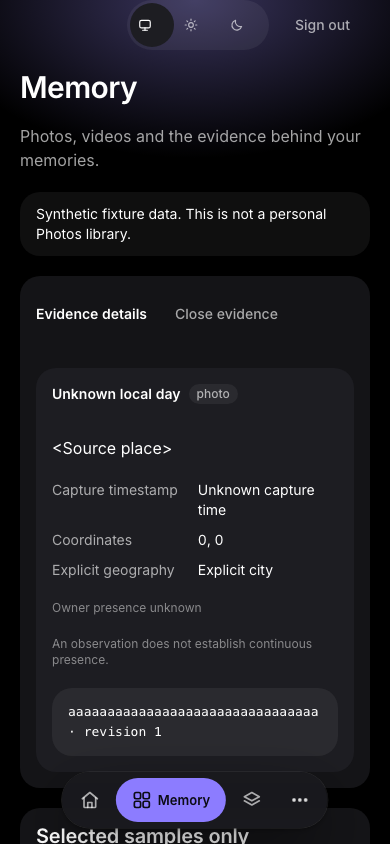 Sign out
Memory
Photos, videos and the evidence behind your
memories.
Synthetic fixture data. This is not a personal
Photos library.
Evidence details Close evidence
Unknown local day photo
<Source place>
Capture timestamp Unknown capture
time
Coordinates 0, 0
Explicit geography Explicit city
Owner presence unknown
An observation does not establish continuous
presence.
aaaaaaaaaaaaaaaaaaaaaaaaaaaaaaaa
· revision 1
Memory
Selected samples only